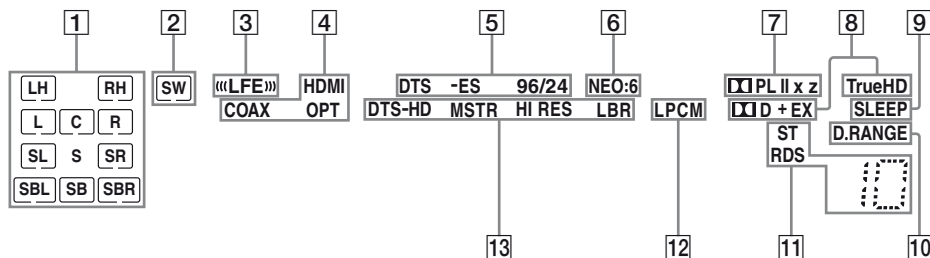 1 2 3 4 5 6 7 8 9
LH RH SW LFE HDMI DTS -ES 96/24 NEO:6 PL II x z TrueHD
L C R COAX OPT DTS-HD MSTR HI RES LBR LPCM D + EX SLEEP
SL S SR ST D.RANGE
RDS
SBL SB SBR 10
13 12 11 10